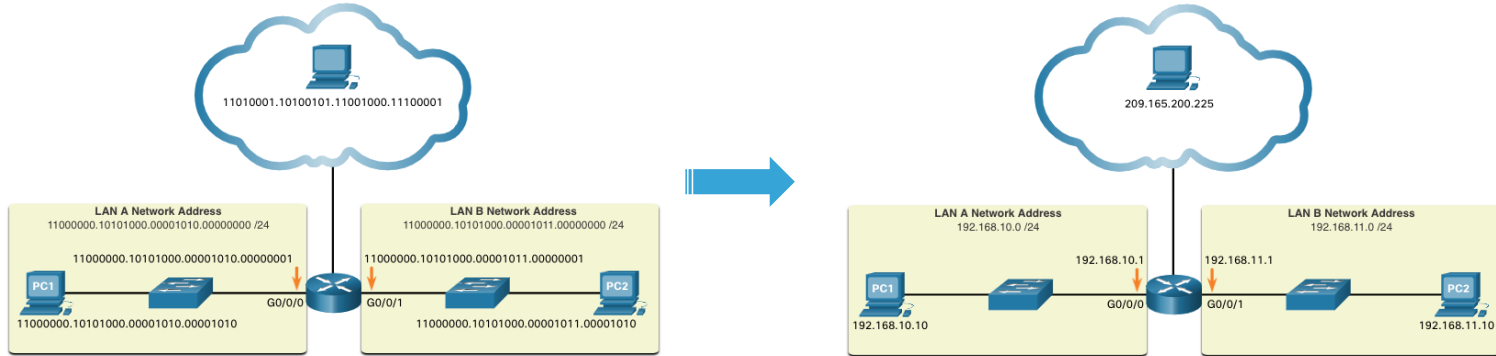 11010001.10100101.11001000.11100001
LAN A Network Address
11000000.10101000.00001010.00000000 /24
LAN B Network Address
11000000.10101000.00001011.00000000 /24
11000000.10101000.00001010.00000001
11000000.10101000.00001011.00000001
PC1
PC2
G0/0/0
G0/0/1
11000000.10101000.00001010.00001010
11000000.10101000.00001011.00001010
209.165.200.225
LAN A Network Address
192.168.10.0 /24
LAN B Network Address
192.168.11.0 /24
192.168.10.1
192.168.11.1
PC1
PC2
G0/0/0
G0/0/1
192.168.10.10
192.168.11.10